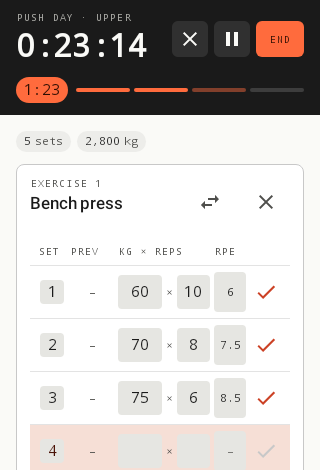 PUSH DAY · UPPER
0:23:14
END
1:23
5 sets
2,800 kg
EXERCISE 1
Bench press
SET PREV KG × REPS RPE
1 – 60 × 10 6
2 – 70 × 8 7.5
3 – 75 × 6 8.5
4 – × –